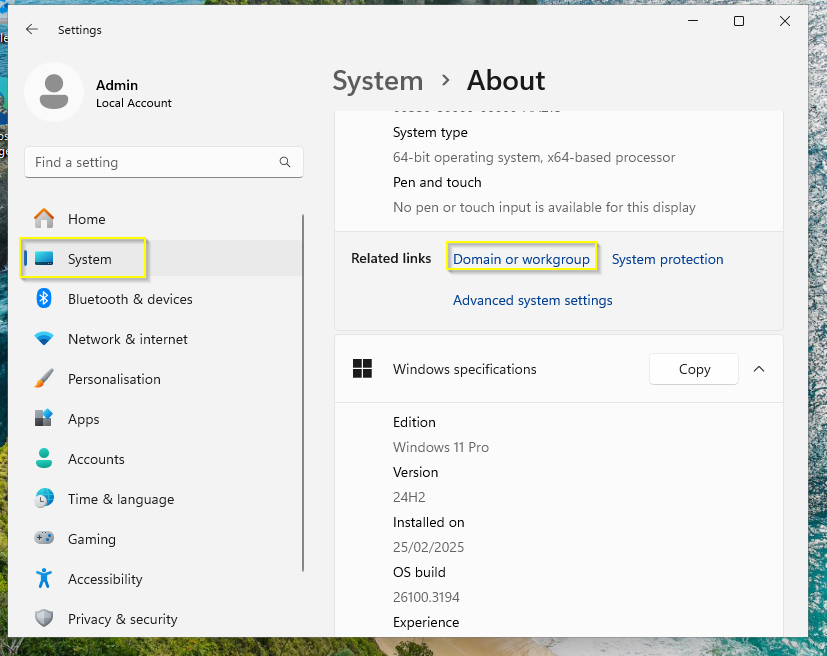 Settings
Admin
Local Account
Find a setting
Home
System
Bluetooth & devices
Network & internet
Personalisation
Apps
Accounts
Time & language
Gaming
Accessibility
Privacy & security
System > About
System type
64-bit operating system, x64-based processor
Pen and touch
No pen or touch input is available for this display
Related links Domain or workgroup System protection
Advanced system settings
Windows specifications Copy
Edition
Windows 11 Pro
Version
24H2
Installed on
25/02/2025
OS build
26100.3194
Experience